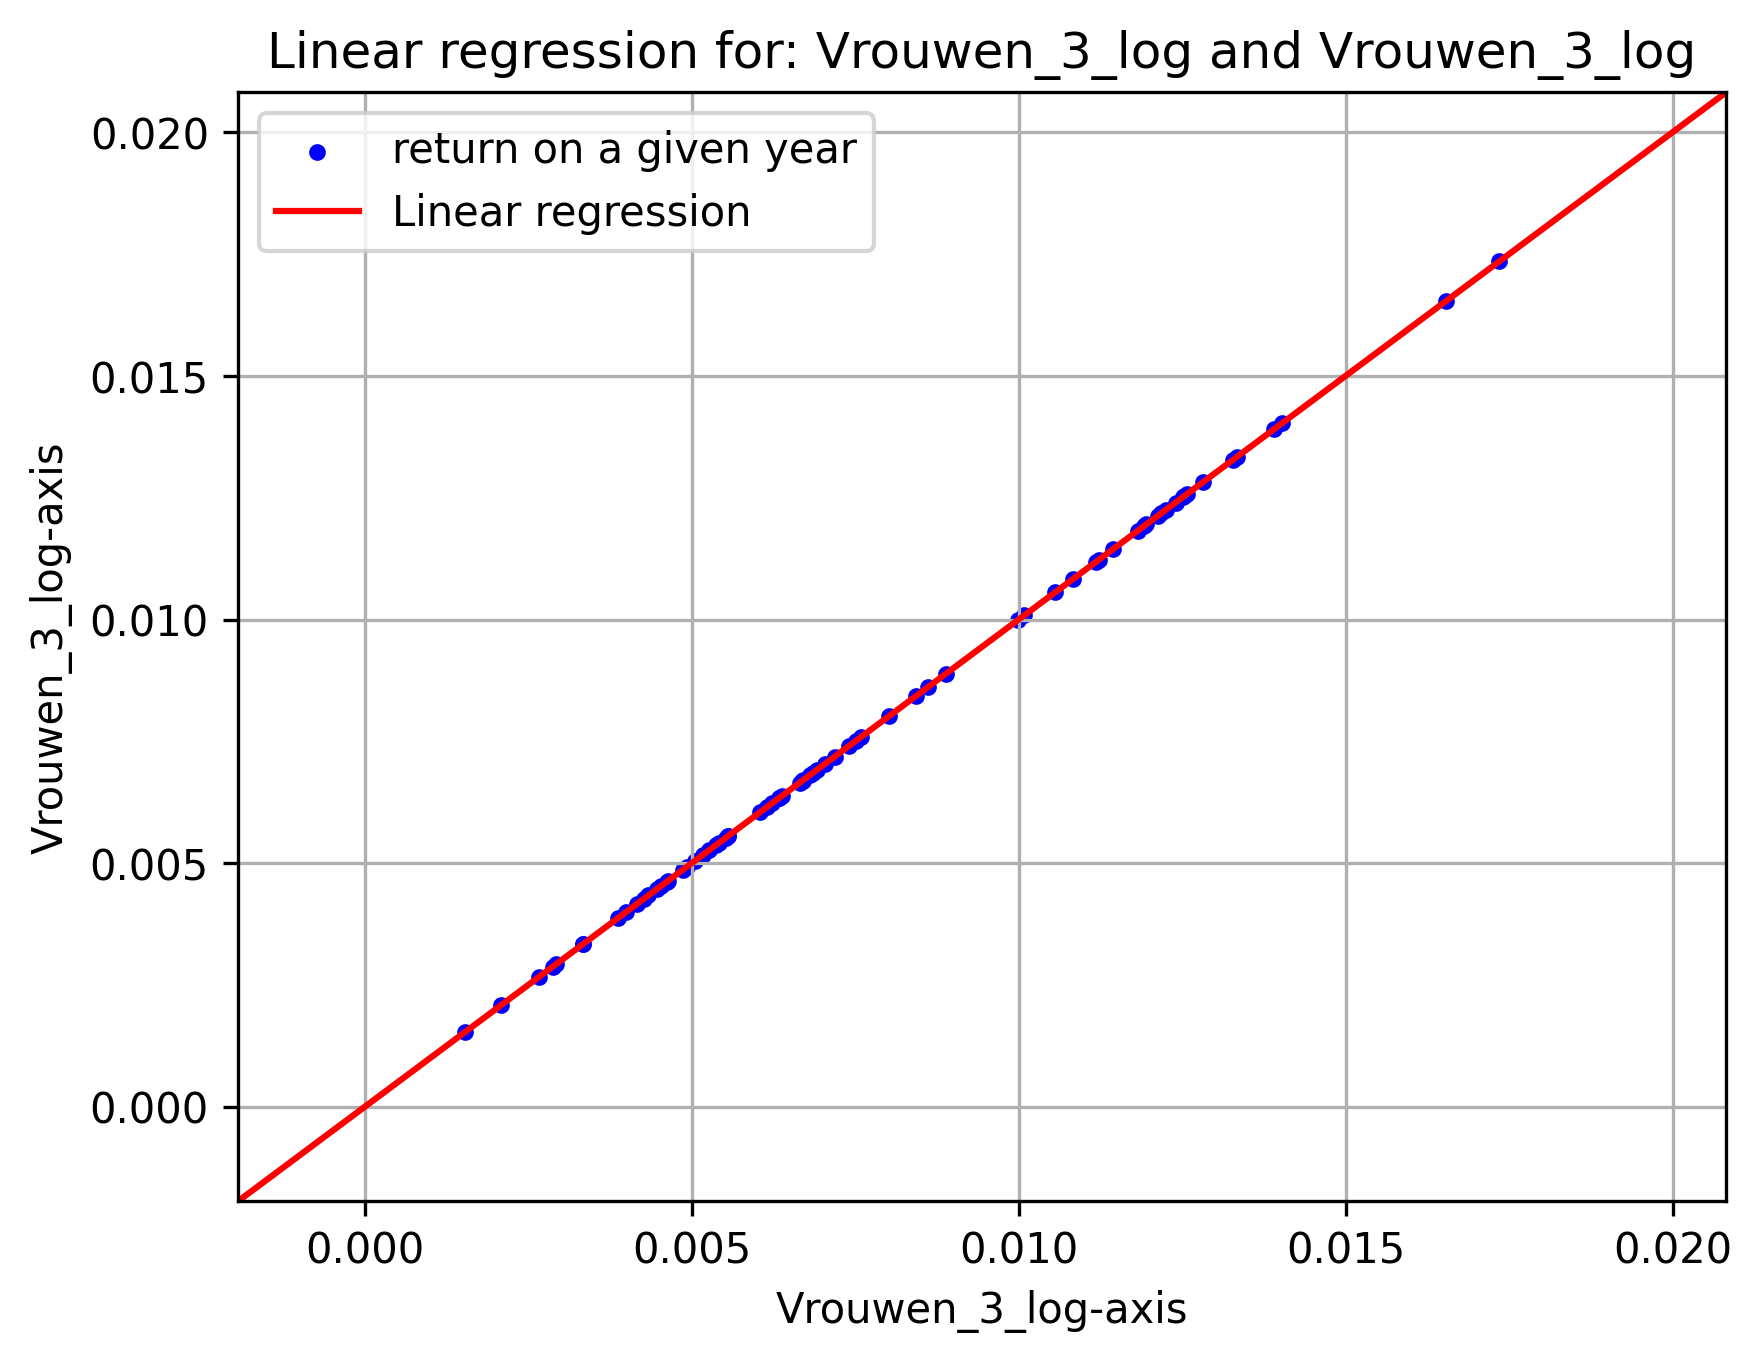 Linear regression for: Vrouwen_3_log and Vrouwen_3_log
return on a given year
Linear regression
0.020
0.015
0.010
0.005
0.000
Vrouwen_3_log-axis
0.000 0.005 0.010 0.015 0.020
Vrouwen_3_log-axis